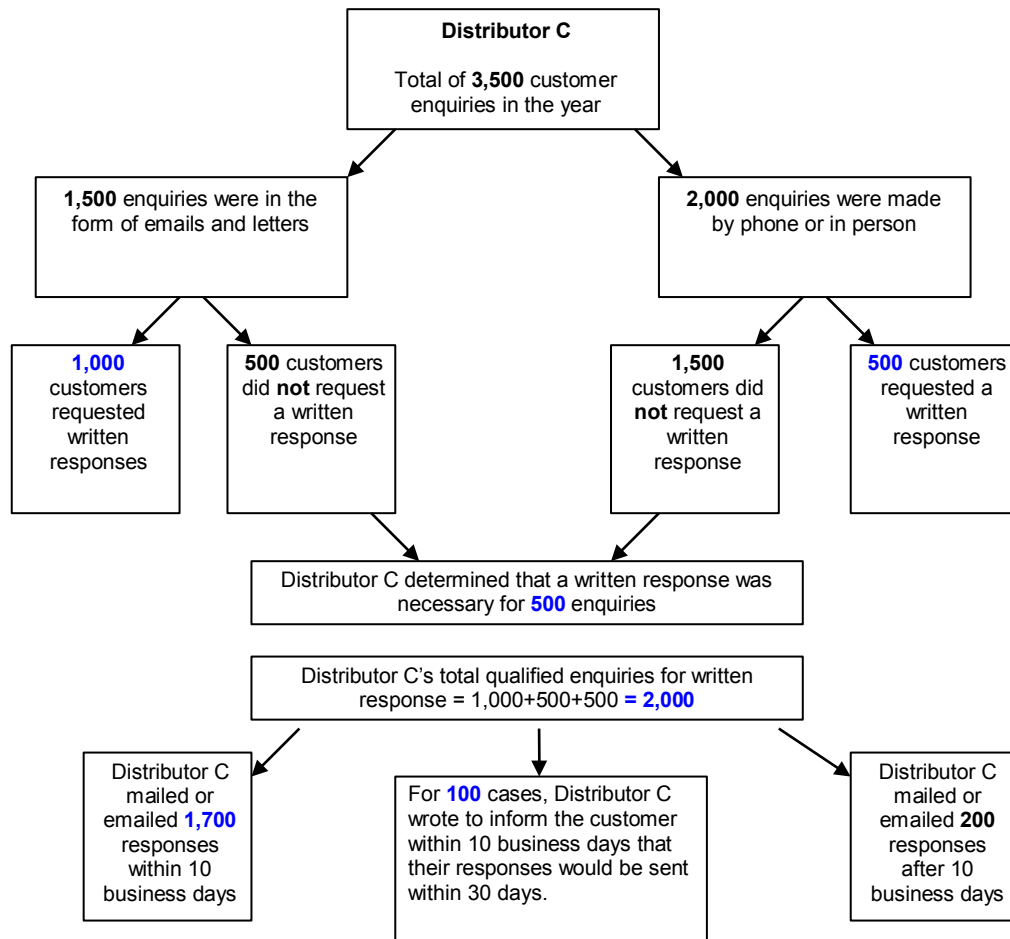 Distributor C
Total of 3,500 customer
enquiries in the year
1,500 enquiries were in the
form of emails and letters
2,000 enquiries were made
by phone or in person
1,000
customers
requested
written
responses
500 customers
did not request
a written
response
1,500
customers did
not request a
written
response
500 customers
requested a
written
response
Distributor C determined that a written response was
necessary for 500 enquiries
Distributor C's total qualified enquiries for written
response = 1,000+500+500 = 2,000
Distributor C
mailed or
emailed 1,700
responses
within 10
business days
For 100 cases, Distributor C
wrote to inform the customer
within 10 business days that
their responses would be sent
within 30 days.
Distributor C
mailed or
emailed 200
responses
after 10
business days